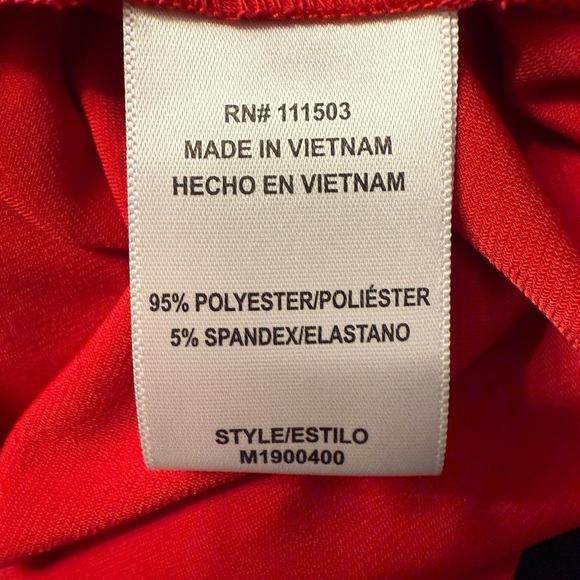 RN# 111503
MADE IN VIETNAM
HECHO EN VIETNAM
95% POLYESTER/POLIÉSTER
5% SPANDEX/ELASTANO
STYLE/ESTILO
M1900400